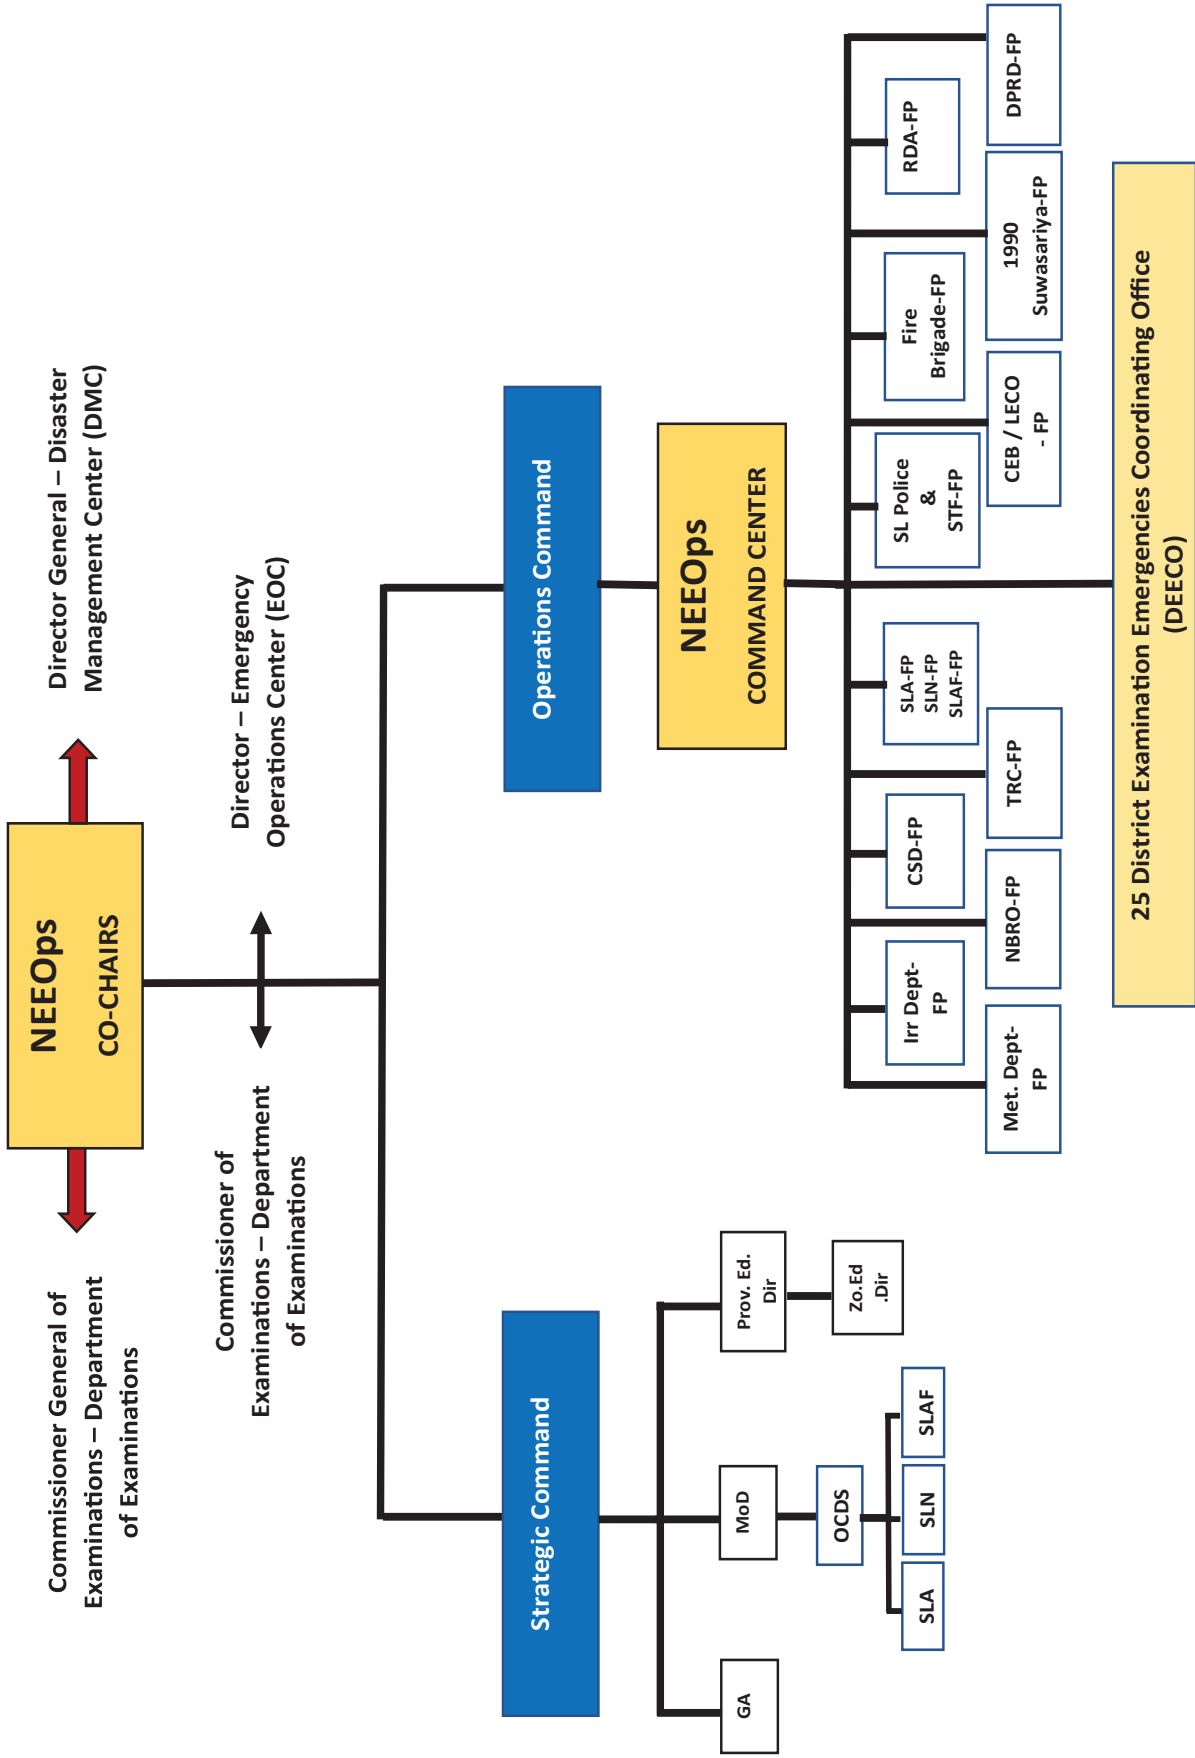 NEEOps
CO-CHAIRS
Commissioner General of
Examinations – Department
of Examinations
Director General – Disaster
Management Center (DMC)
Commissioner of
Examinations – Department
of Examinations
Director – Emergency
Operations Center (EOC)
Strategic Command
Operations Command
GA
MoD
Prov. Ed.
Dir
OCDS
Zo.Ed
.Dir
SLA
SLN
SLAF
NEEOps
COMMAND CENTER
Irr Dept-
FP
CSD-FP
SLA-FP
SLN-FP
SLAF-FP
SL Police
&
STF-FP
Fire
Brigade-FP
RDA-FP
Met. Dept-
FP
NBRO-FP
TRC-FP
CEB / LECO
- FP
1990
Suwasariya-FP
DPRD-FP
25 District Examination Emergencies Coordinating Office
(DEECO)